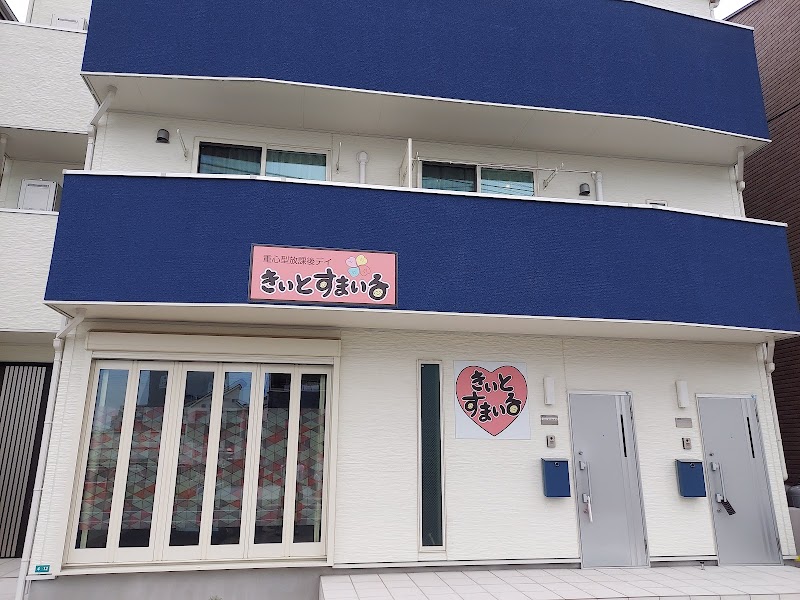 重心型放課後デイ
きぃとすまいる
きぃと
すまいる